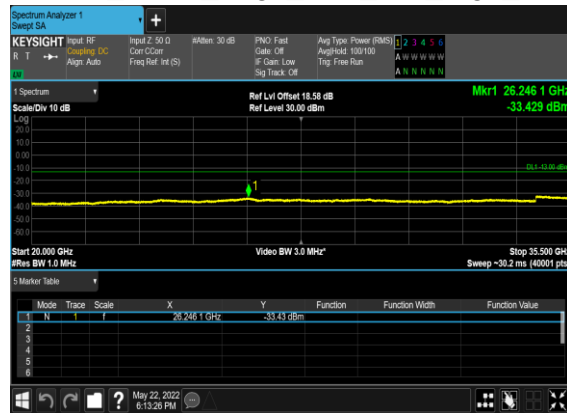 Spectrum Analyzer 1
Swept SA
+
KEYSIGHT Input: RF Input Z: 50 Ω #Atten: 30 dB PNO: Fast Avg Type: Power (RMS) 1 2 3 4 5 6
R T Coupling: DC Corr CCorr Gate: Off Avg|Hold: 100/100 A W W W W W
Align: Auto Freq Ref: Int (S) IF Gain: Low Trig: Free Run A N N N N N
Sig Track: Off
1 Spectrum
Ref Lvl Offset 18.58 dB Mkr1 26.246 1 GHz
Scale/Div 10 dB Ref Level 30.00 dBm -33.429 dBm
Log
20.0
10.0
0.00
-10.0 DL1 -13.00 dBm
-20.0
-30.0 1
-40.0
-50.0
-60.0
Start 20.000 GHz Video BW 3.0 MHz* Stop 35.500 GHz
#Res BW 1.0 MHz Sweep ~30.2 ms (40001 pts)
5 Marker Table
Mode Trace Scale X Y Function Function Width Function Value
1 N 1 f 26.246 1 GHz -33.43 dBm
2
3
4
5
6
? May 22, 2022
6:13:26 PM